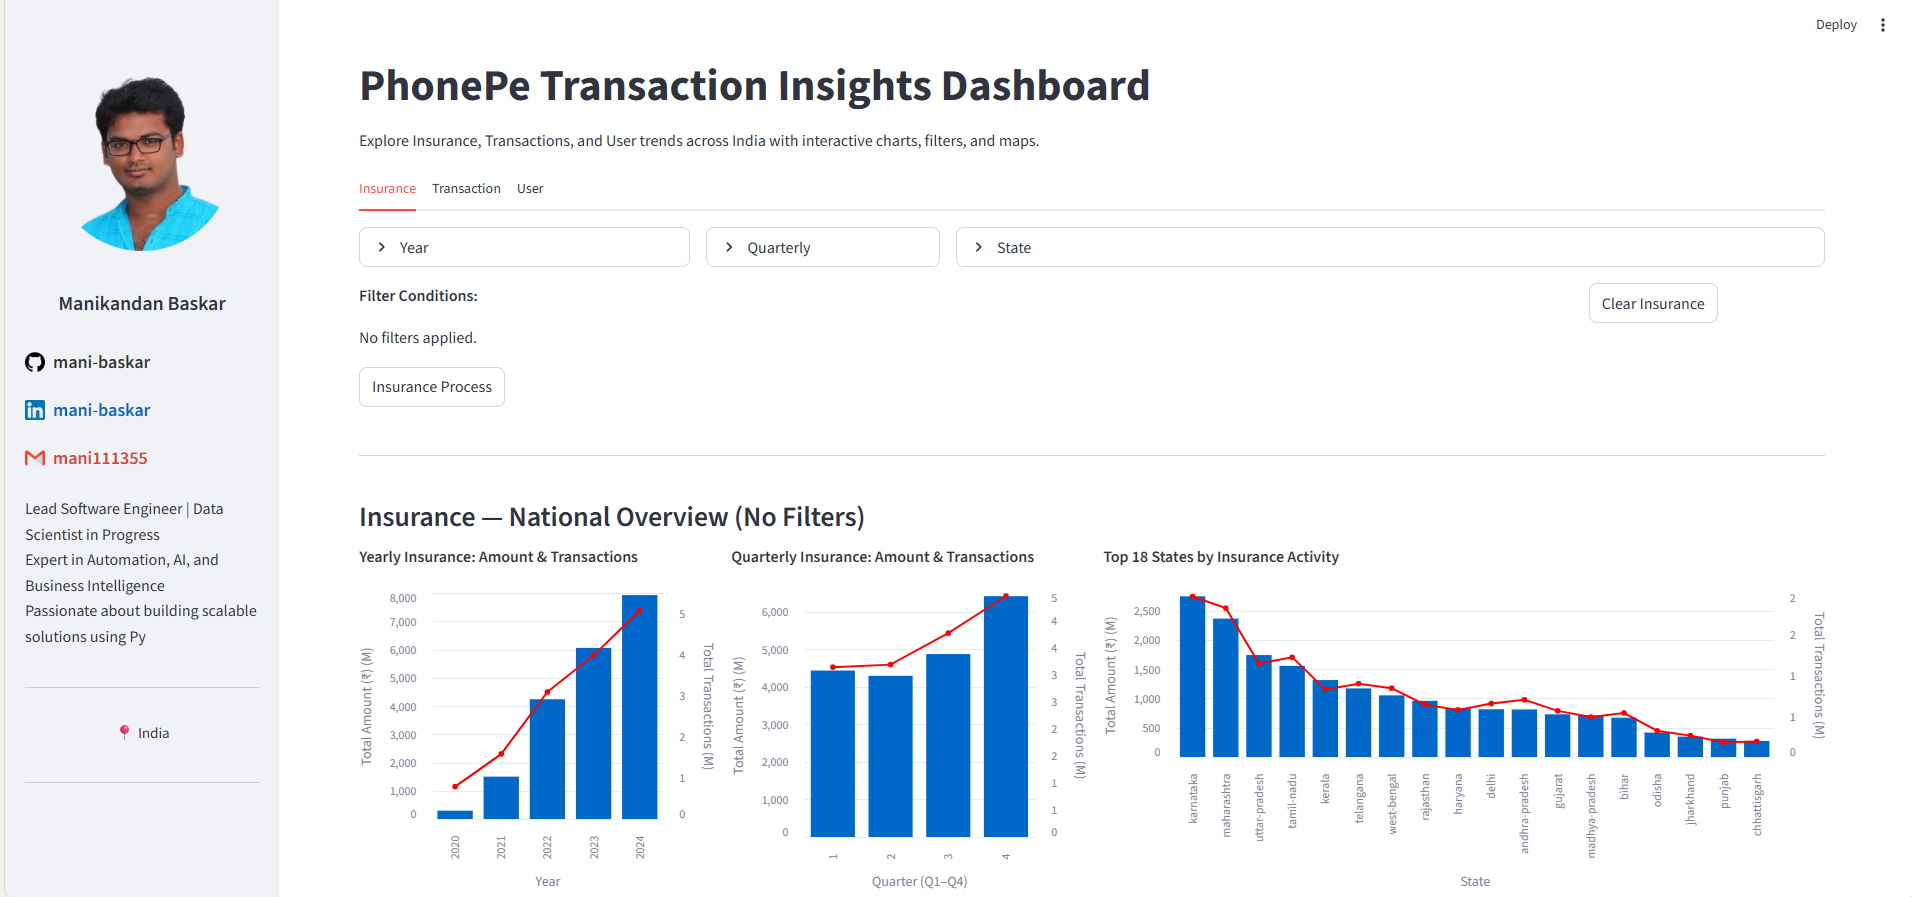 Deploy
Manikandan Baskar
mani-baskar
mani-baskar
mani111355
Lead Software Engineer | Data
Scientist in Progress
Expert in Automation, AI, and
Business Intelligence
Passionate about building scalable
solutions using Py
India
PhonePe Transaction Insights Dashboard
Explore Insurance, Transactions, and User trends across India with interactive charts, filters, and maps.
Insurance Transaction User
Year Quarterly State
Filter Conditions:
Clear Insurance
No filters applied.
Insurance Process
Insurance — National Overview (No Filters)
Yearly Insurance: Amount & Transactions
Total Amount (₹) (M)
8,000
7,000
6,000
5,000
4,000
3,000
2,000
1,000
0
5
4
3
2
1
0
Total Transactions (M)
2020 2021 2022 2023 2024
Year
Quarterly Insurance: Amount & Transactions
Total Amount (₹) (M)
6,000
5,000
4,000
3,000
2,000
1,000
0
5
4
4
3
3
2
2
1
1
0
Total Transactions (M)
1 2 3 4
Quarter (Q1–Q4)
Top 18 States by Insurance Activity
Total Amount (₹) (M)
2,500
2,000
1,500
1,000
500
0
2
2
1
1
0
Total Transactions (M)
karnataka maharashtra uttar-pradesh tamil-nadu kerala telangana west-bengal rajasthan haryana delhi andhra-pradesh gujarat madhya-pradesh bihar odisha jharkhand punjab chhattisgarh
State